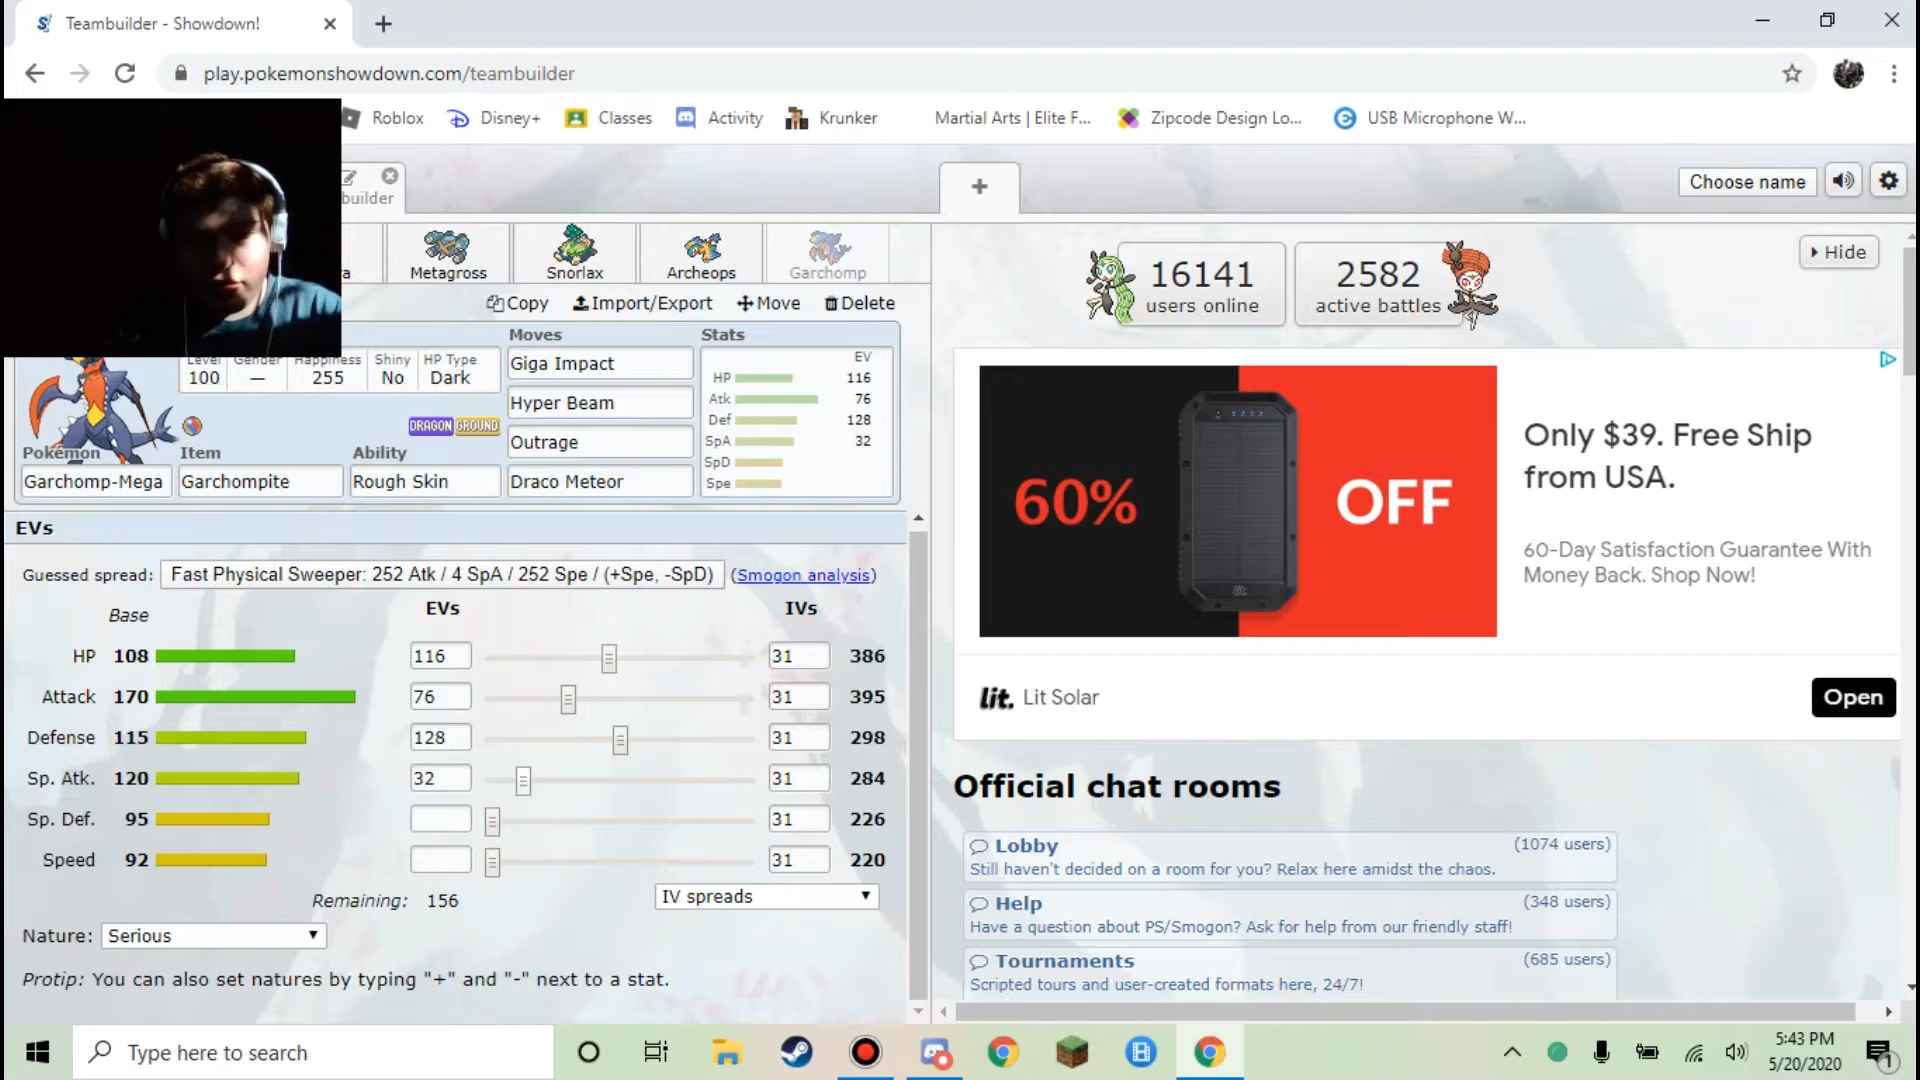 Teambuilder - Showdown!
play.pokemonshowdown.com/teambuilder
Roblox
Disney+
Classes
Activity
Krunker
Martial Arts | Elite F...
Zipcode Design Lo...
USB Microphone W...
builder
+
Choose name
Metagross
Snorlax
Archeops
Garchomp
Copy
Import/Export
Move
Delete
Level
Gender
Happiness
Shiny
HP Type
100
—
255
No
Dark
DRAGON GROUND
Pokémon
Item
Ability
Garchomp-Mega
Garchompite
Rough Skin
Moves
Giga Impact
Hyper Beam
Outrage
Draco Meteor
Stats
EV
HP 116
Atk 76
Def 128
SpA 32
SpD
Spe
EVs
Guessed spread: Fast Physical Sweeper: 252 Atk / 4 SpA / 252 Spe / (+Spe, -SpD) (Smogon analysis)
Base EVs IVs
HP 108 116 31 386
Attack 170 76 31 395
Defense 115 128 31 298
Sp. Atk. 120 32 31 284
Sp. Def. 95 31 226
Speed 92 31 220
Remaining: 156
IV spreads
Nature: Serious
Protip: You can also set natures by typing "+" and "-" next to a stat.
16141
users online
2582
active battles
Hide
60% OFF
Only $39. Free Ship
from USA.
60-Day Satisfaction Guarantee With
Money Back. Shop Now!
lit. Lit Solar
Open
Official chat rooms
Lobby (1074 users)
Still haven't decided on a room for you? Relax here amidst the chaos.
Help (348 users)
Have a question about PS/Smogon? Ask for help from our friendly staff!
Tournaments (685 users)
Scripted tours and user-created formats here, 24/7!
Type here to search
5:43 PM
5/20/2020
1